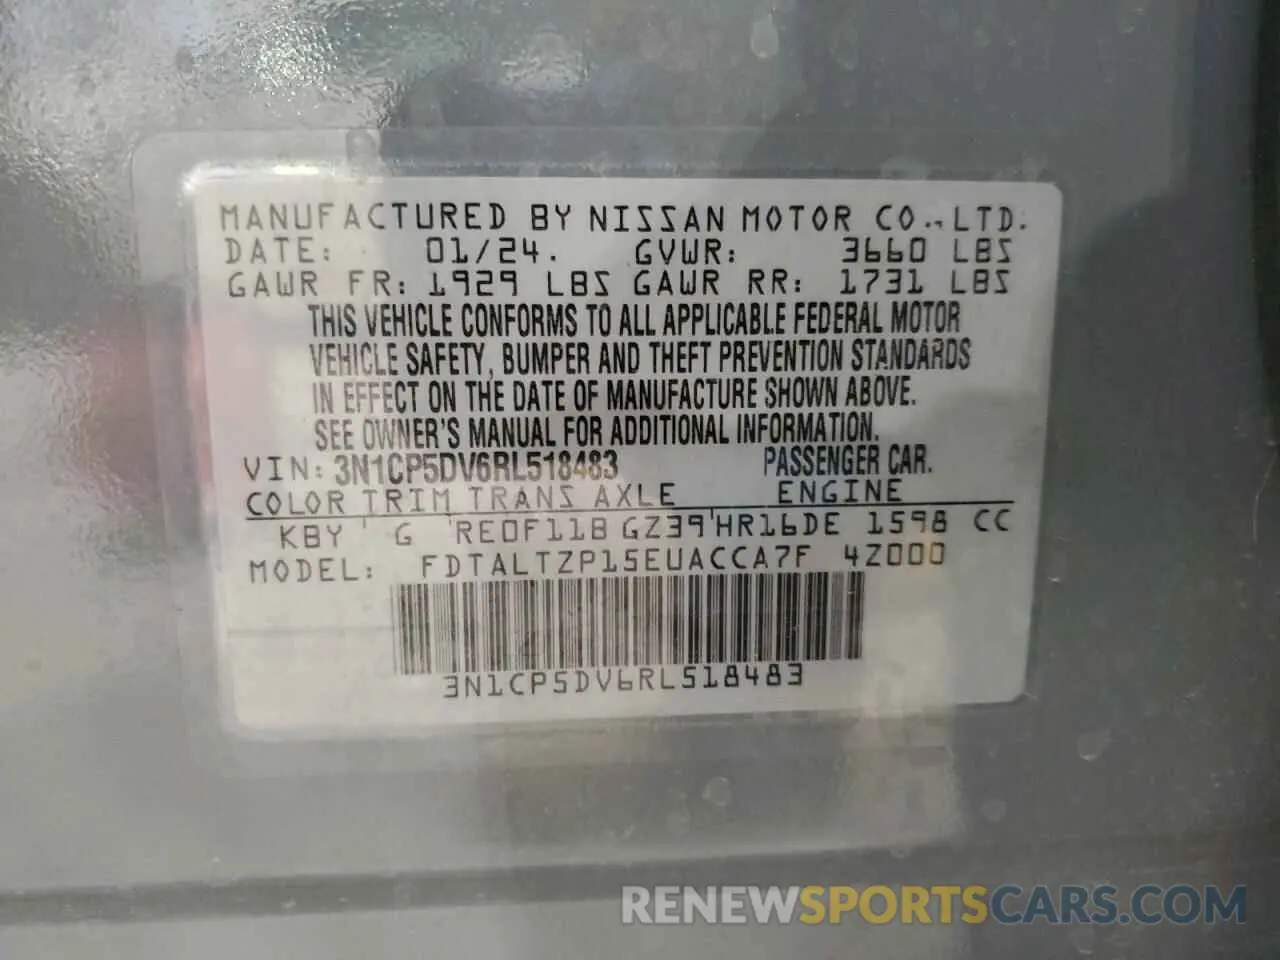 MANUFACTURED BY NISSAN MOTOR CO., LTD.
DATE: 01/24. GVWR: 3660 LBS
GAWR FR: 1929 LBS GAWR RR: 1731 LBS
THIS VEHICLE CONFORMS TO ALL APPLICABLE FEDERAL MOTOR
VEHICLE SAFETY, BUMPER AND THEFT PREVENTION STANDARDS
IN EFFECT ON THE DATE OF MANUFACTURE SHOWN ABOVE.
SEE OWNER'S MANUAL FOR ADDITIONAL INFORMATION.
VIN: 3N1CP5DV6RL518483 PASSENGER CAR.
COLOR TRIM TRANS AXLE ENGINE
KBY G RE0F11B GZ39 HR16DE 1598 CC
MODEL: FDTALTZP15EUACCA7F 4Z000
3N1CP5DV6RL518483
RENEWSPORTSCARS.COM